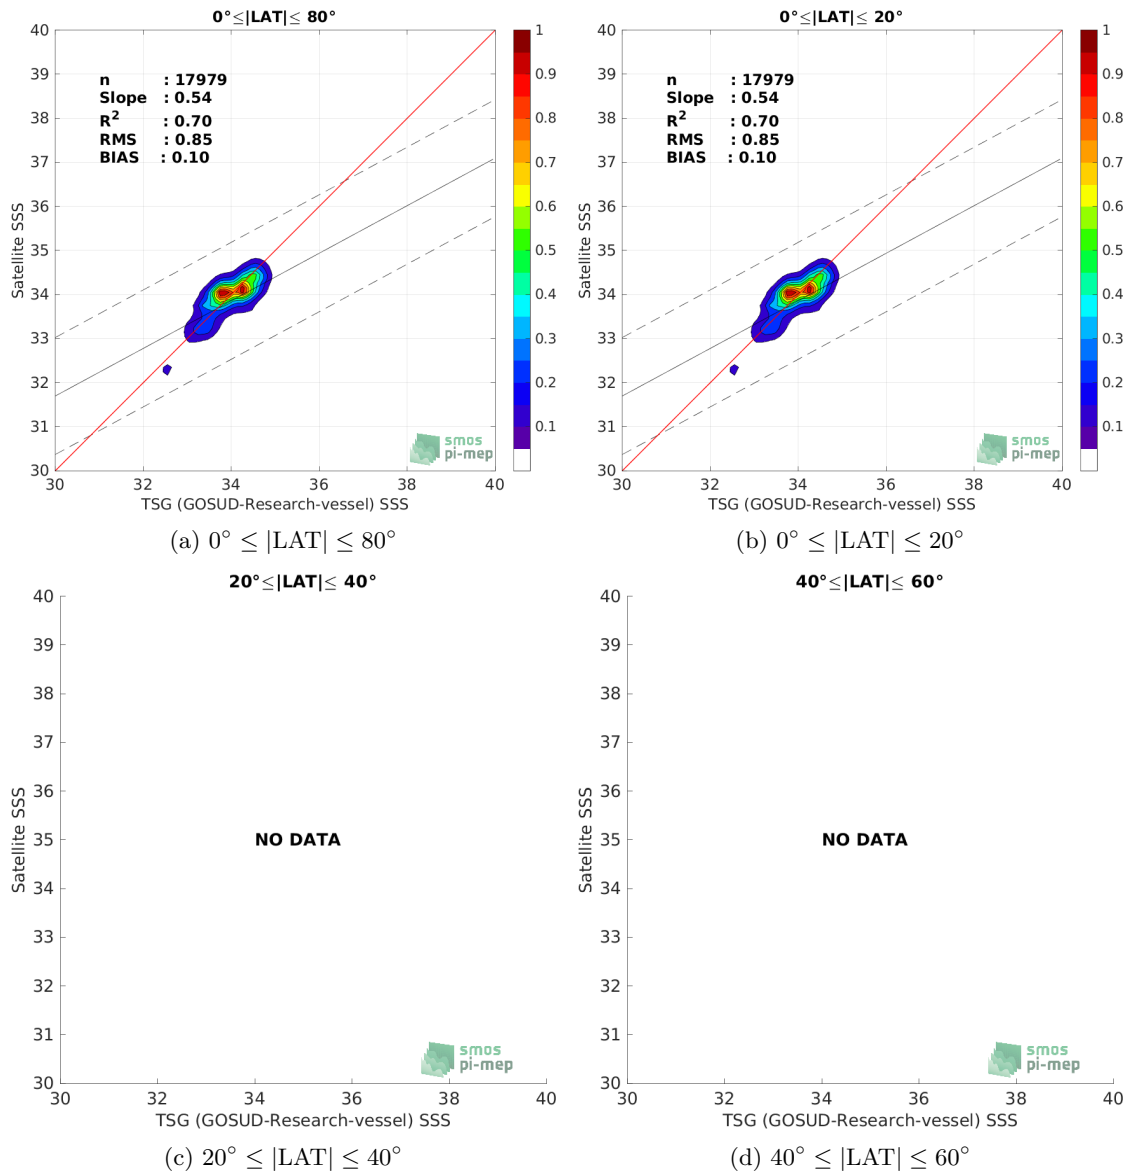 0°≤|LAT|≤ 80°
40
39
38
37
36
35
34
33
32
31
30
n : 17979
Slope : 0.54
R² : 0.70
RMS : 0.85
BIAS : 0.10
Satellite SSS
30 32 34 36 38 40
TSG (GOSUD-Research-vessel) SSS
smos
pi-mep
1
0.9
0.8
0.7
0.6
0.5
0.4
0.3
0.2
0.1
(a) 0° ≤ |LAT| ≤ 80°
0°≤|LAT|≤ 20°
40
39
38
37
36
35
34
33
32
31
30
n : 17979
Slope : 0.54
R² : 0.70
RMS : 0.85
BIAS : 0.10
Satellite SSS
30 32 34 36 38 40
TSG (GOSUD-Research-vessel) SSS
smos
pi-mep
1
0.9
0.8
0.7
0.6
0.5
0.4
0.3
0.2
0.1
(b) 0° ≤ |LAT| ≤ 20°
20°≤|LAT|≤ 40°
40
39
38
37
36
35
34
33
32
31
30
Satellite SSS
NO DATA
smos
pi-mep
30 32 34 36 38 40
TSG (GOSUD-Research-vessel) SSS
(c) 20° ≤ |LAT| ≤ 40°
40°≤|LAT|≤ 60°
40
39
38
37
36
35
34
33
32
31
30
Satellite SSS
NO DATA
smos
pi-mep
30 32 34 36 38 40
TSG (GOSUD-Research-vessel) SSS
(d) 40° ≤ |LAT| ≤ 60°